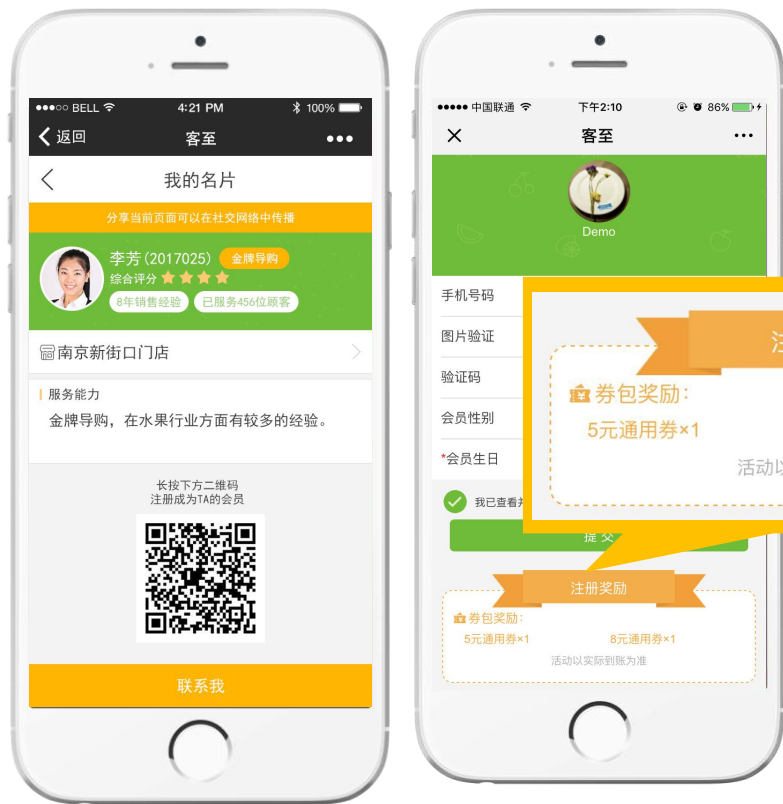 BELL
4:21 PM
100%
返回
客至
我的名片
分享当前页面可以在社交网络中传播
李芳(2017025)
金牌导购
综合评分
8年销售经验
已服务456位顾客
南京新街口门店
服务能力
金牌导购，在水果行业方面有较多的经验。
长按下方二维码
注册成为TA的会员
联系我
中国联通
下午2:10
86%
客至
Demo
手机号码
图片验证
验证码
会员性别
*会员生日
我已查看
提交
注
券包奖励：
5元通用券×1
活动以
注册奖励
券包奖励：
5元通用券×1
8元通用券×1
活动以实际到账为准